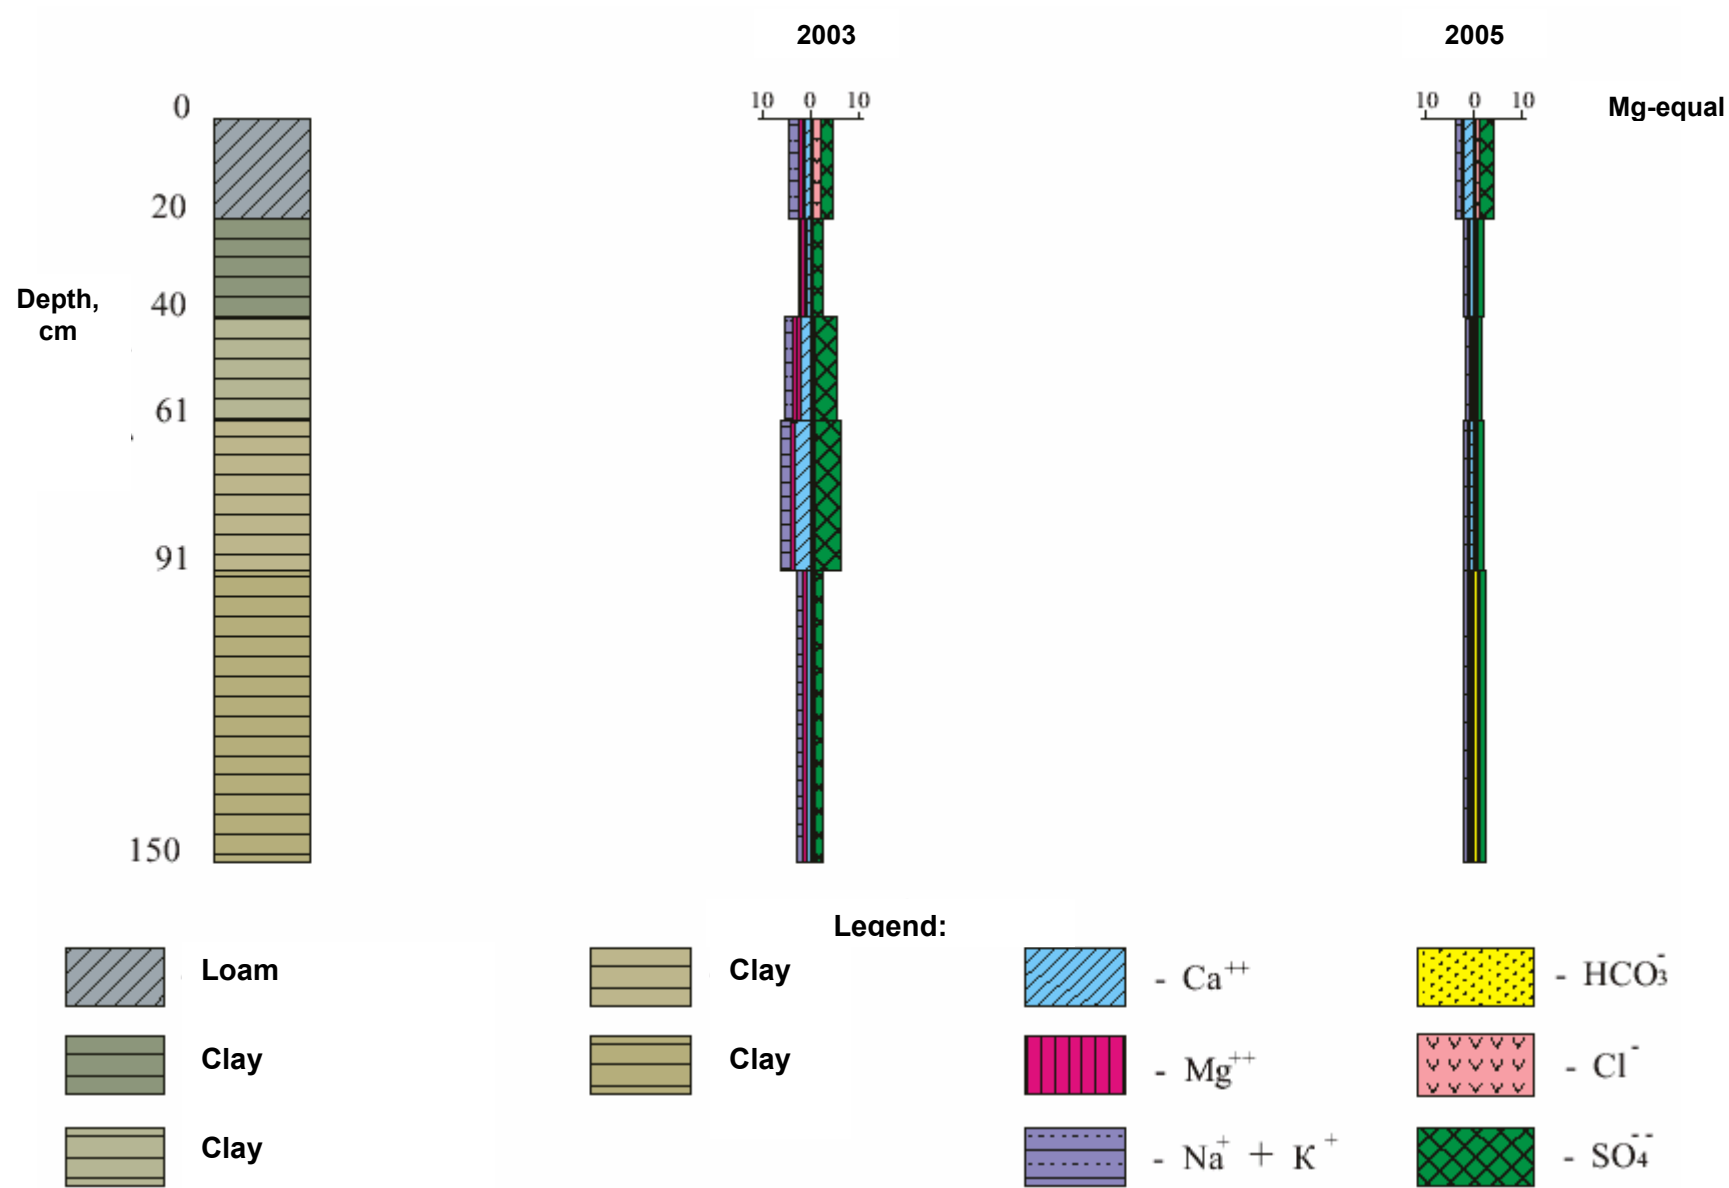 2003
2005
10 0 10
10 0 10
Mg-equal
0
20
Depth,
cm
40
61
91
150
Legend:
Loam
Clay
- Ca⁺⁺
- HCO₃⁻
Clay
Clay
- Mg⁺⁺
- Cl⁻
Clay
- Na⁺ + K⁺
- SO₄⁻⁻